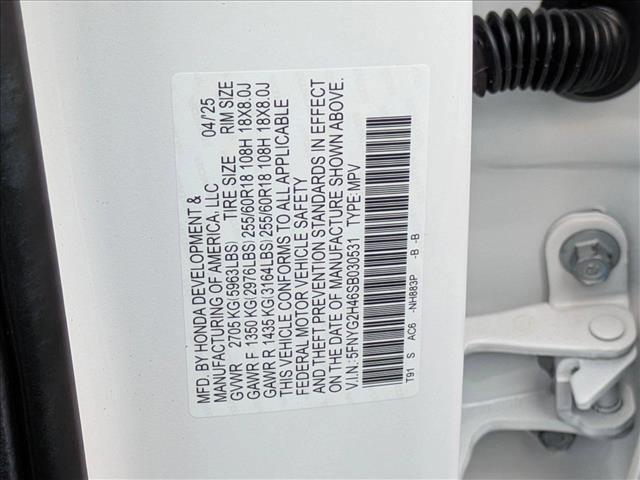 MFD. BY HONDA DEVELOPMENT &
MANUFACTURING OF AMERICA, LLC 04/'25
GVWR 2705 KG(5963LBS) TIRE SIZE RIM SIZE
GAWR F 1350 KG(2976LBS)255/60R18 108H 18X8.0J
GAWR R 1435 KG(3164LBS)255/60R18 108H 18X8.0J
THIS VEHICLE CONFORMS TO ALL APPLICABLE
FEDERAL MOTOR VEHICLE SAFETY
AND THEFT PREVENTION STANDARDS IN EFFECT
ON THE DATE OF MANUFACTURE SHOWN ABOVE.
V.I.N.: 5FNYG2H46SB030531 TYPE: MPV
T91 S AC6 -NH883P -B -B